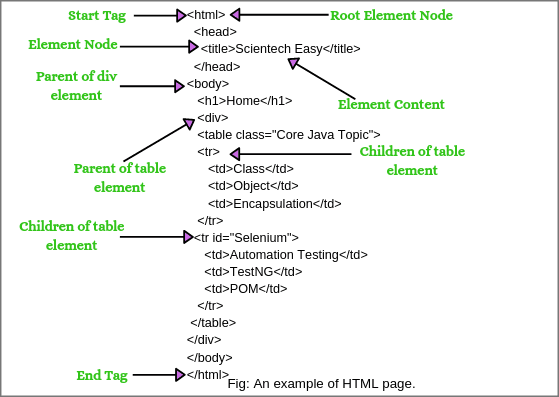 Start Tag <html> Root Element Node
<head>
Element Node <title>Scientech Easy</title>
</head>
Parent of div
element
<body>
<h1>Home</h1> Element Content
<div>
<table class="Core Java Topic">
<tr> Children of table
element
Parent of table
element
<td>Class</td>
<td>Object</td>
<td>Encapsulation</td>
</tr>
Children of table
element
<tr id="Selenium">
<td>Automation Testing</td>
<td>TestNG</td>
<td>POM</td>
</tr>
</table>
</div>
</body>
End Tag </html>
Fig: An example of HTML page.